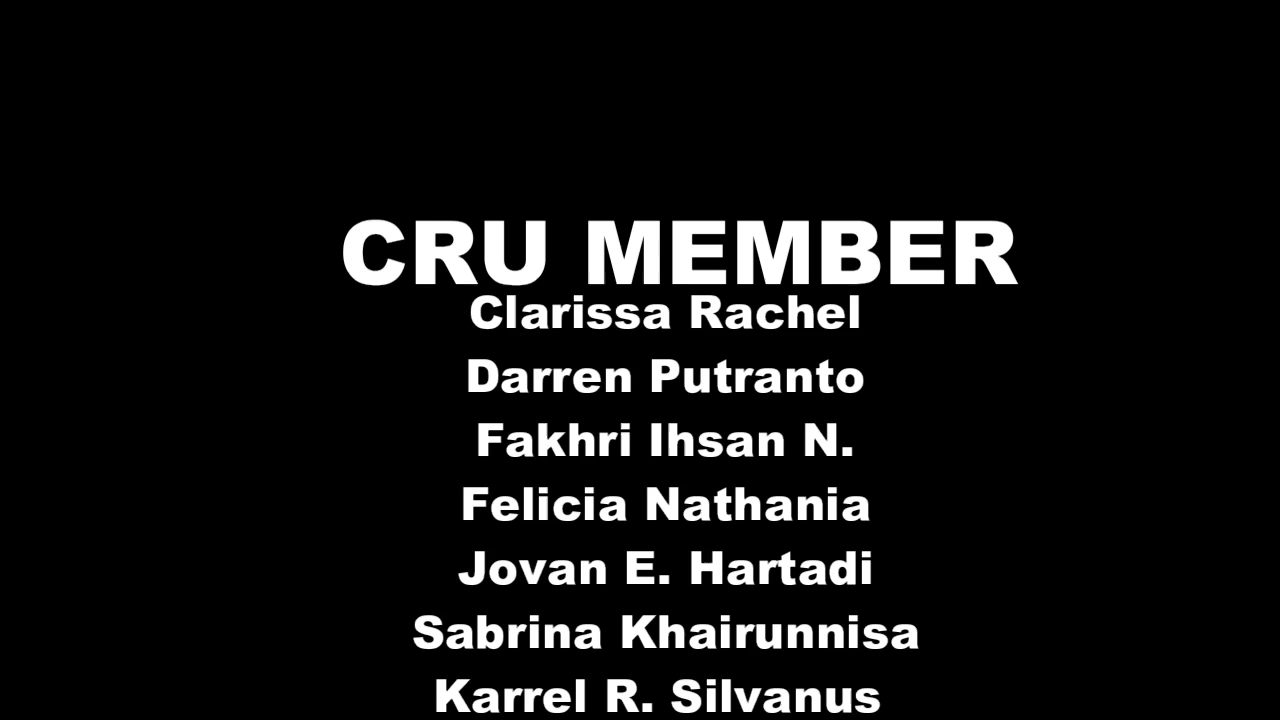 CRU MEMBER
Clarissa Rachel
Darren Putranto
Fakhri Ihsan N.
Felicia Nathania
Jovan E. Hartadi
Sabrina Khairunnisa
Karrel R. Silvanus